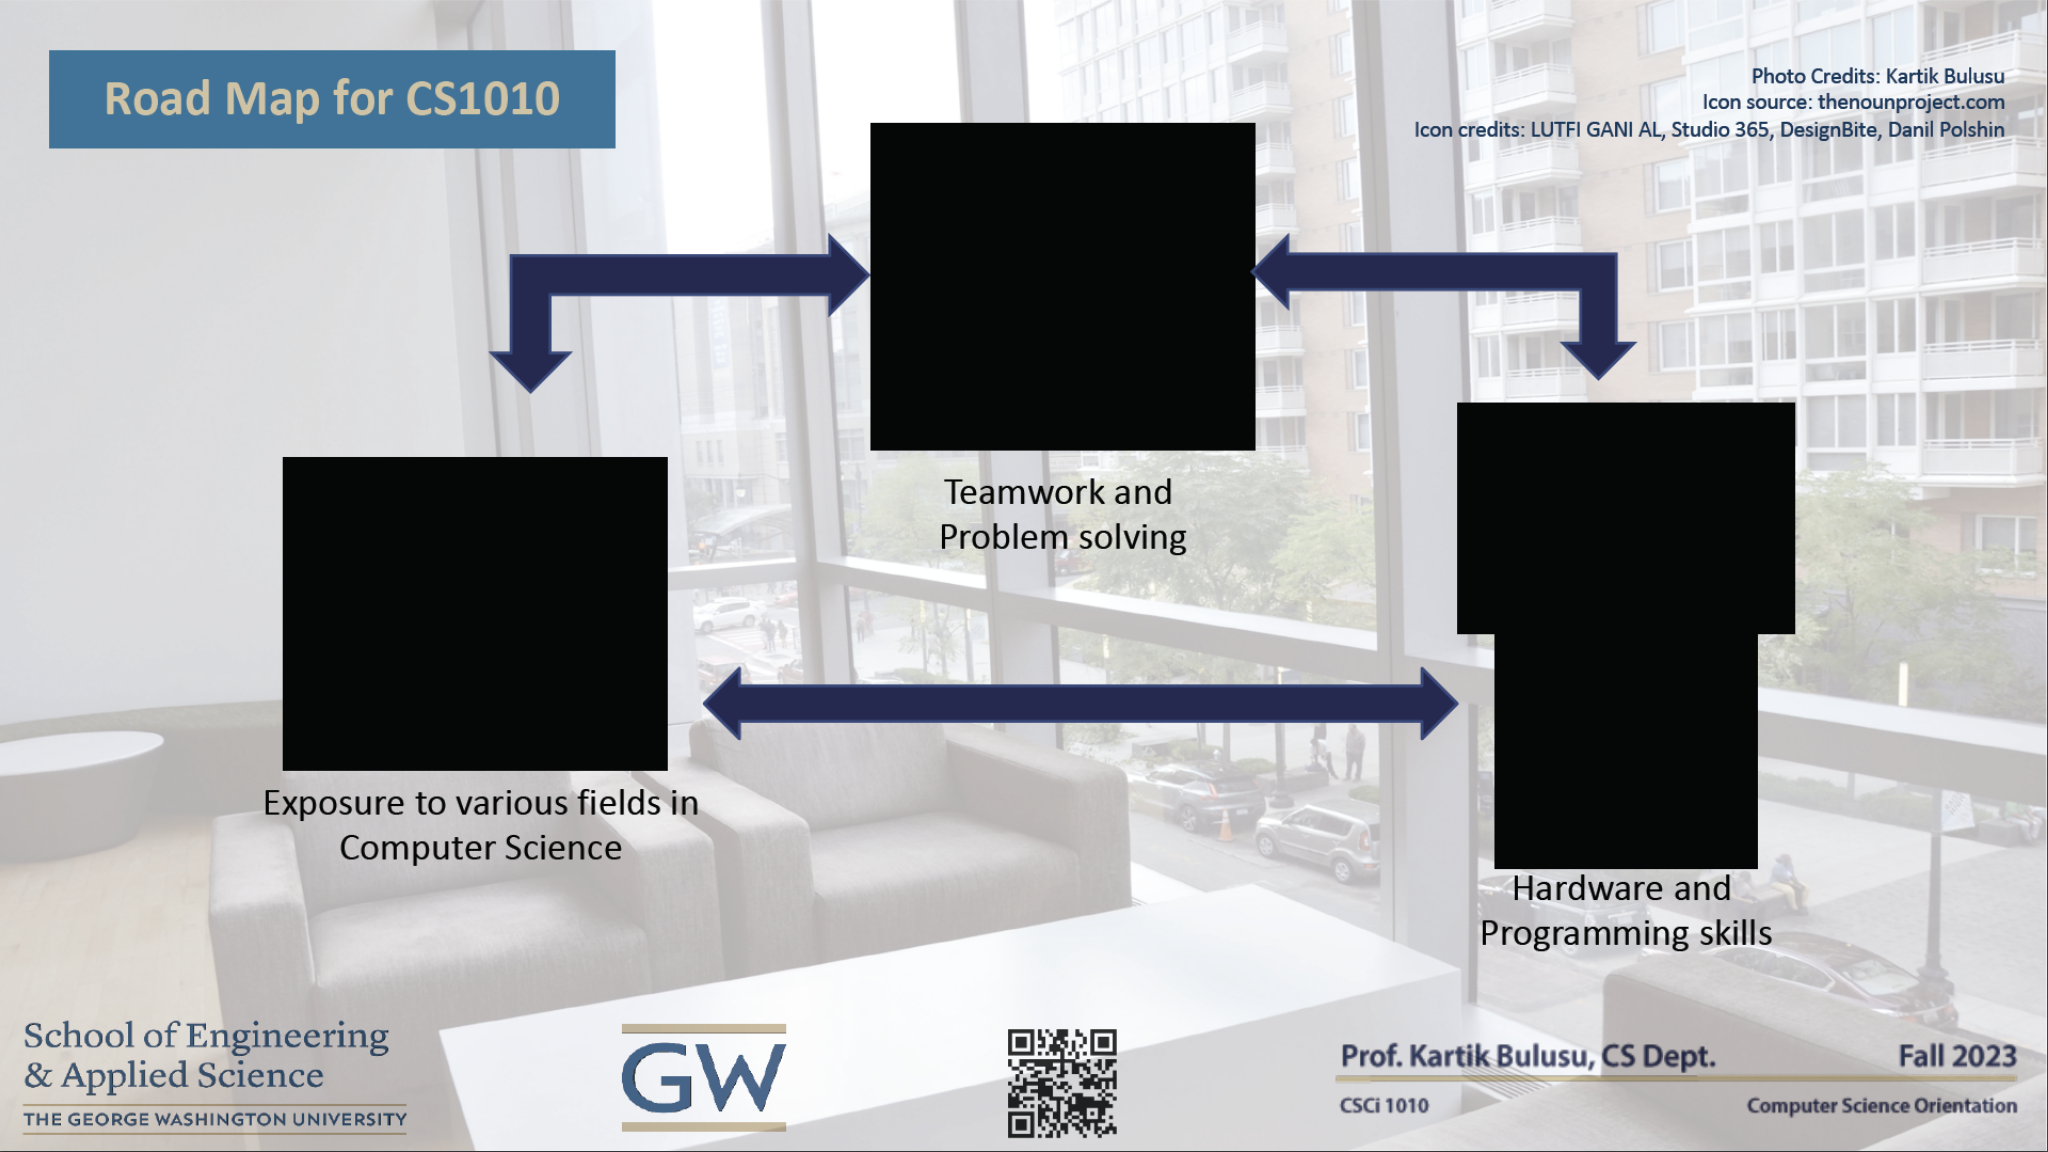 Road Map for CS1010
Photo Credits: Kartik Bulusu
Icon source: thenounproject.com
Icon credits: LUTFI GANI AL, Studio 365, DesignBite, Danil Polshin
Teamwork and
Problem solving
Exposure to various fields in
Computer Science
Hardware and
Programming skills
School of Engineering
& Applied Science
THE GEORGE WASHINGTON UNIVERSITY
GW
Prof. Kartik Bulusu, CS Dept.
Fall 2023
CSCi 1010
Computer Science Orientation